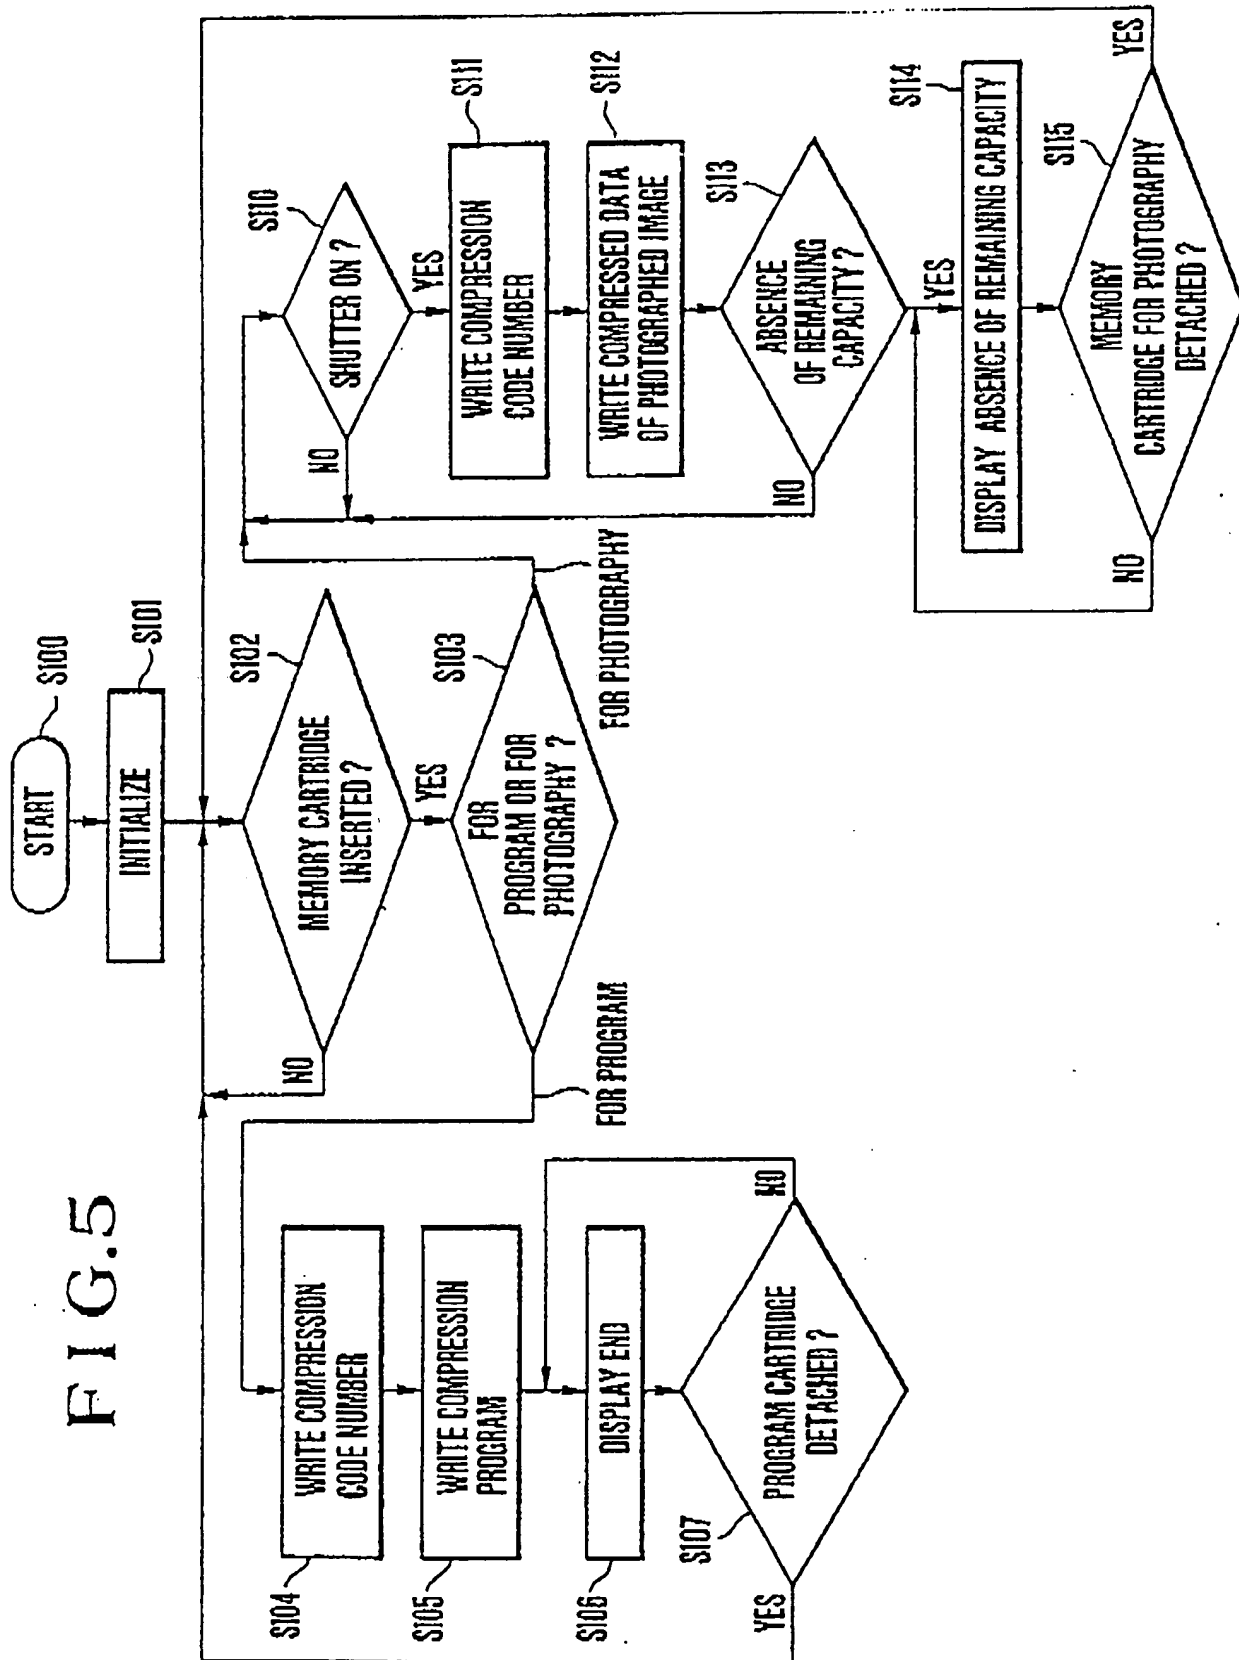 FIG.5
START
S100
INITIALIZE
S101
MEMORY CARTRIDGE
INSERTED ?
S102
NO
YES
FOR
PROGRAM OR FOR
PHOTOGRAPHY ?
S103
FOR PROGRAM
FOR PHOTOGRAPHY
WRITE COMPRESSION
CODE NUMBER
S104
WRITE COMPRESSION
PROGRAM
S105
DISPLAY END
S106
PROGRAM CARTRIDGE
DETACHED ?
S107
NO
YES
SHUTTER ON ?
S110
NO
YES
WRITE COMPRESSION
CODE NUMBER
S111
WRITE COMPRESSED DATA
OF PHOTOGRAPHED IMAGE
S112
ABSENCE
OF REMAINING
CAPACITY ?
S113
NO
YES
DISPLAY ABSENCE OF REMAINING CAPACITY
S114
MEMORY
CARTRIDGE FOR PHOTOGRAPHY
DETACHED ?
S115
NO
YES